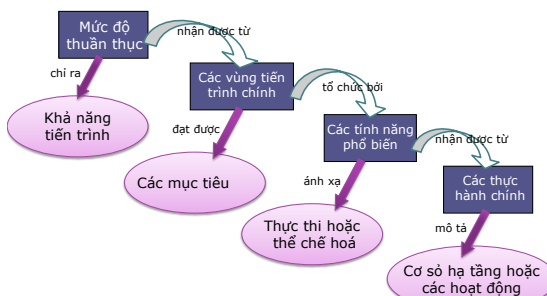 Mức độ
thuần thục
nhận được từ
chỉ ra
Các vùng tiến
trình chính
tổ chức bởi
Khả năng
tiến trình
đạt được
Các tính năng
phổ biến
nhận được từ
Các mục tiêu
ánh xạ
Các thực
hành chính
Thực thi hoặc
thể chế hoá
mô tả
Cơ sỏ hạ tầng hoặc
các hoạt động